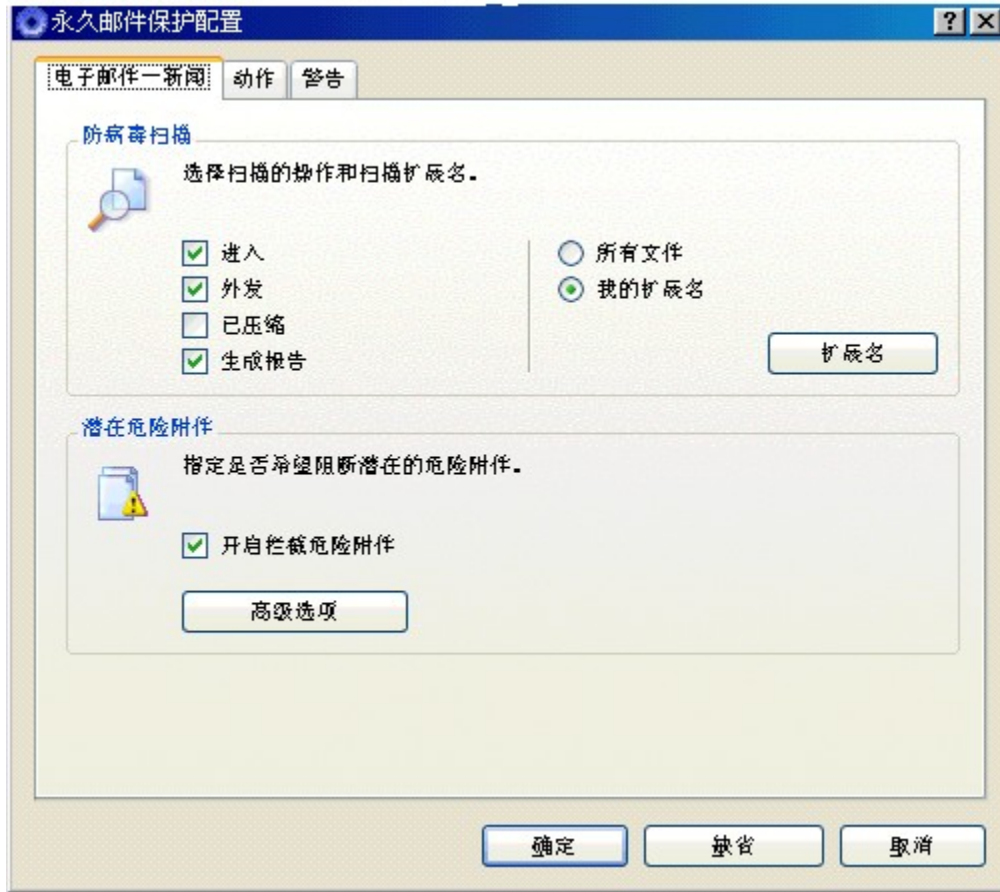 永久邮件保护配置
电子邮件一新闻 动作 警告
防病毒扫描
选择扫描的操作和扫描扩展名。
进入
外发
已压缩
生成报告
所有文件
我的扩展名
扩展名
潜在危险附件
指定是否希望阻断潜在的危险附件。
开启拦截危险附件
高级选项
确定 缺省 取消